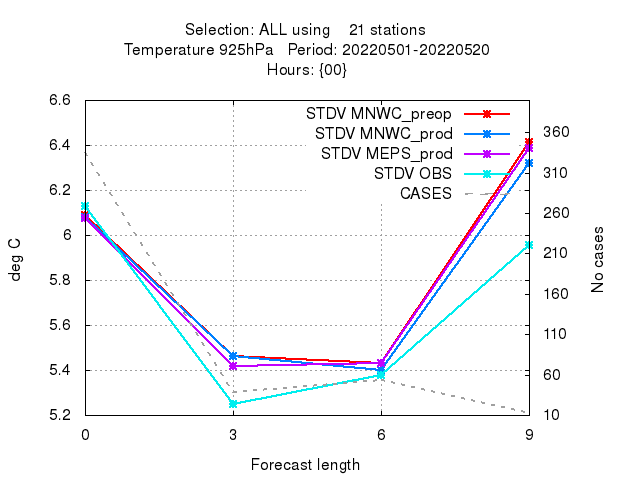 Selection: ALL using 21 stations
Temperature 925hPa Period: 20220501-20220520
Hours: {00}
STDV MNWC_preop
STDV MNWC_prod
STDV MEPS_prod
STDV OBS
CASES
6.6
6.4
6.2
6
5.8
5.6
5.4
5.2
deg C
360
310
260
210
160
110
60
10
No cases
0 3 6 9
Forecast length